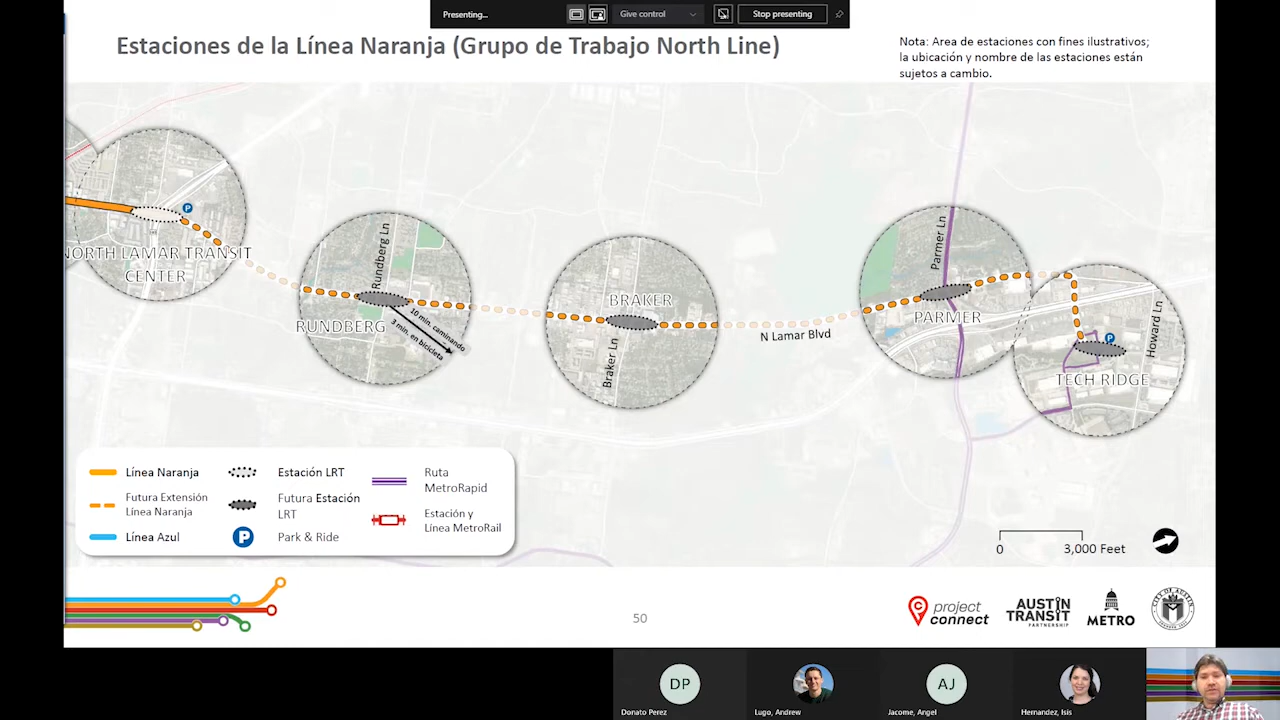 Presenting...
Give control
Stop presenting
Estaciones de la Línea Naranja (Grupo de Trabajo North Line)
Nota: Area de estaciones con fines ilustrativos;
la ubicación y nombre de las estaciones están
sujetos a cambio.
P
NORTH LAMAR TRANSIT
CENTER
Rundberg Ln
RUNDBERG
10 min. caminando
3 min. en bicicleta
BRAKER
Braker Ln
N Lamar Blvd
Parmer Ln
PARMER
P
Howard Ln
TECH RIDGE
Línea Naranja
Futura Extensión
Línea Naranja
Línea Azul
Estación LRT
Futura Estación
LRT
P
Park & Ride
Ruta
MetroRapid
Estación y
Línea MetroRail
0
3,000 Feet
50
project
connect
AUSTIN
TRANSIT
PARTNERSHIP
METRO
CITY OF AUSTIN
DP
Donato Perez
Lugo, Andrew
AJ
Jacome, Angel
Hernandez, Isis